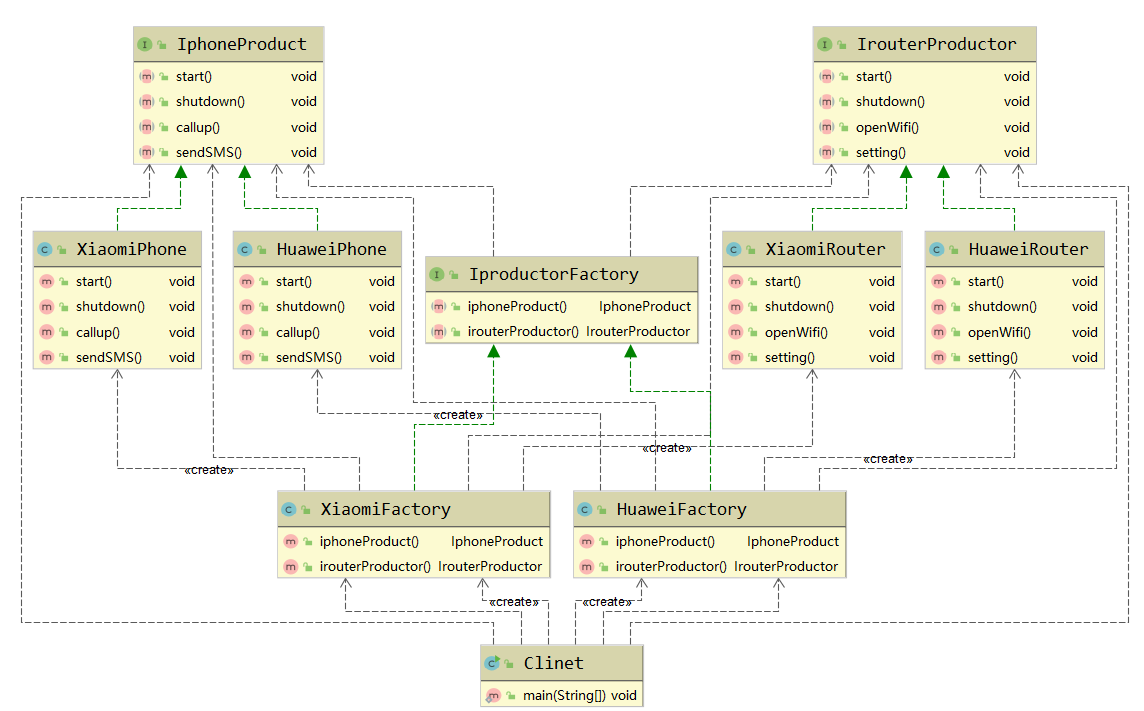 IphoneProduct
start() void
shutdown() void
callup() void
sendSMS() void
IrouterProductor
start() void
shutdown() void
openWifi() void
setting() void
XiaomiPhone
start() void
shutdown() void
callup() void
sendSMS() void
HuaweiPhone
start() void
shutdown() void
callup() void
sendSMS() void
IproductorFactory
iphoneProduct() IphoneProduct
irouterProductor() IrouterProductor
XiaomiRouter
start() void
shutdown() void
openWifi() void
setting() void
HuaweiRouter
start() void
shutdown() void
openWifi() void
setting() void
«create»
«create»
«create»
«create»
XiaomiFactory
iphoneProduct() IphoneProduct
irouterProductor() IrouterProductor
HuaweiFactory
iphoneProduct() IphoneProduct
irouterProductor() IrouterProductor
«create»
«create»
Clinet
main(String[]) void